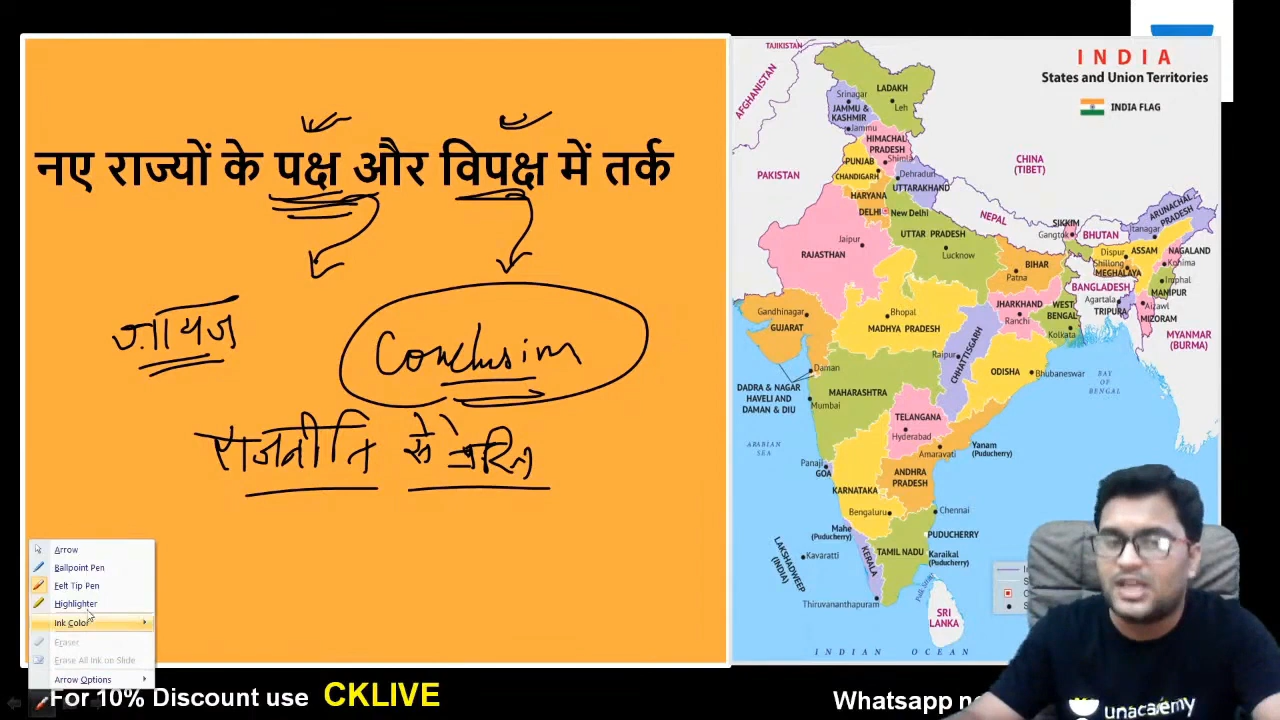 नए राज्यों के पक्ष और विपक्ष में तर्क
जायज
Conclusion
राजनीति से प्रेरित
Arrow
Ballpoint Pen
Felt Tip Pen
Highlighter
Ink Color
Eraser
Erase All Ink on Slide
Arrow Options
For 10% Discount use CKLIVE
Whatsapp
unacademy
INDIA
States and Union Territories
INDIA FLAG
TAJIKISTAN
AFGHANISTAN
PAKISTAN
CHINA
(TIBET)
NEPAL
BHUTAN
BANGLADESH
MYANMAR
(BURMA)
SRI
LANKA
LADAKH
Leh
Srinagar
JAMMU &
KASHMIR
Jammu
HIMACHAL
PRADESH
Shimla
PUNJAB
CHANDIGARH
Dehradun
UTTARAKHAND
HARYANA
DELHI
New Delhi
UTTAR PRADESH
Lucknow
RAJASTHAN
Jaipur
BIHAR
Patna
SIKKIM
Gangtok
ARUNACHAL
PRADESH
Itanagar
Dispur
ASSAM
NAGALAND
Kohima
Shillong
MEGHALAYA
Imphal
MANIPUR
Agartala
TRIPURA
Aizawl
MIZORAM
JHARKHAND
Ranchi
WEST
BENGAL
Kolkata
Gandhinagar
GUJARAT
Bhopal
MADHYA PRADESH
Raipur
CHHATTISGARH
ODISHA
Bhubaneswar
Daman
DADRA & NAGAR
HAVELI AND
DAMAN & DIU
Mumbai
MAHARASHTRA
TELANGANA
Hyderabad
Amaravati
Yanam
(Puducherry)
ANDHRA
PRADESH
Panaji
GOA
KARNATAKA
Bengaluru
Chennai
Mahe
(Puducherry)
PUDUCHERRY
Karaikal
(Puducherry)
TAMIL NADU
KERALA
LAKSHADWEEP
(INDIA)
Kavaratti
Thiruvananthapuram
ARABIAN
SEA
BAY
OF
BENGAL
INDIAN OCEAN